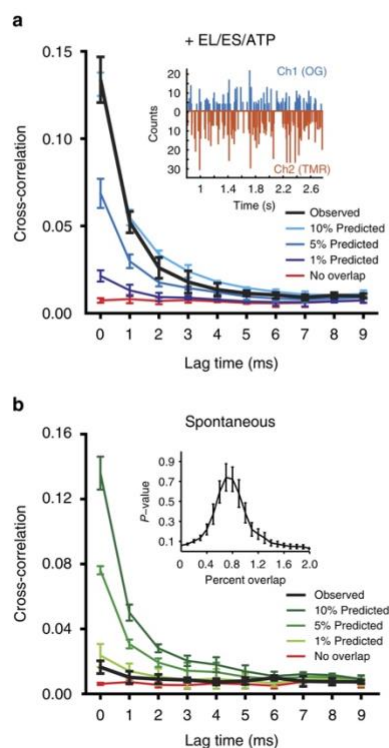 a
+ EL/ES/ATP
Cross-correlation
0.15
0.10
0.05
0.00
0 1 2 3 4 5 6 7 8 9
Lag time (ms)
Counts
20
10
0
10
20
30
Ch1 (OG)
Ch2 (TMR)
1 1.4 1.8 2.2 2.6
Time (s)
Observed
10% Predicted
5% Predicted
1% Predicted
No overlap
b
Spontaneous
Cross-correlation
0.16
0.12
0.08
0.04
0.00
0 1 2 3 4 5 6 7 8 9
Lag time (ms)
P-value
0.9
0.7
0.5
0.3
0.1
0 0.4 0.8 1.2 1.6 2.0
Percent overlap
Observed
10% Predicted
5% Predicted
1% Predicted
No overlap